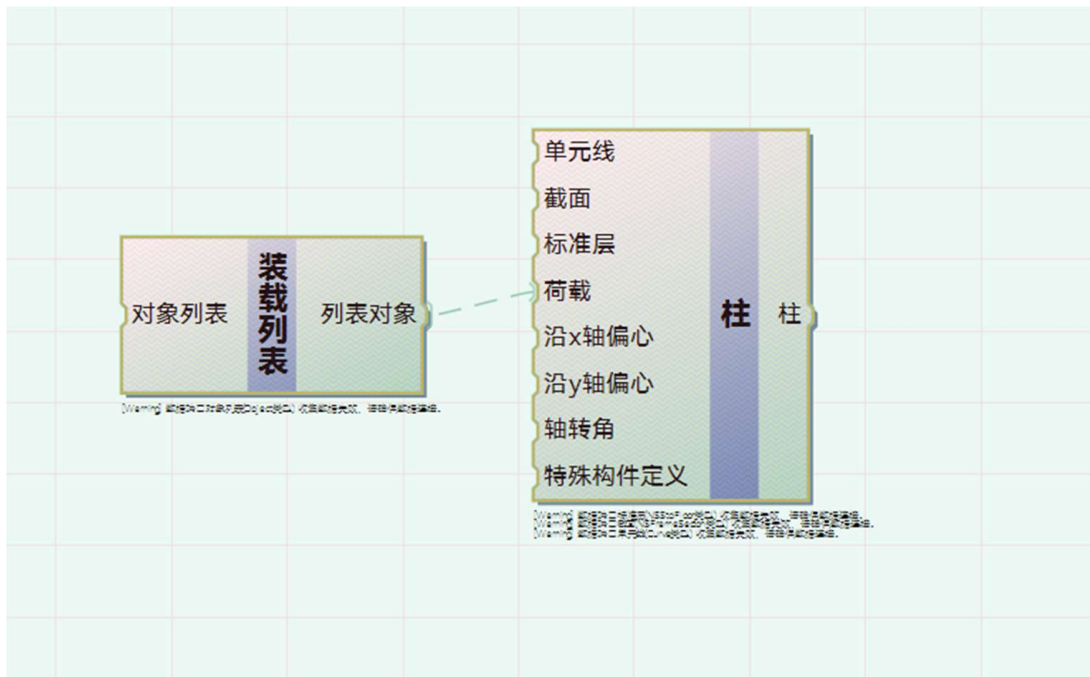 单元线
截面
标准层
荷载
沿x轴偏心
沿y轴偏心
轴转角
特殊构件定义
柱
柱
对象列表
装载列表
列表对象